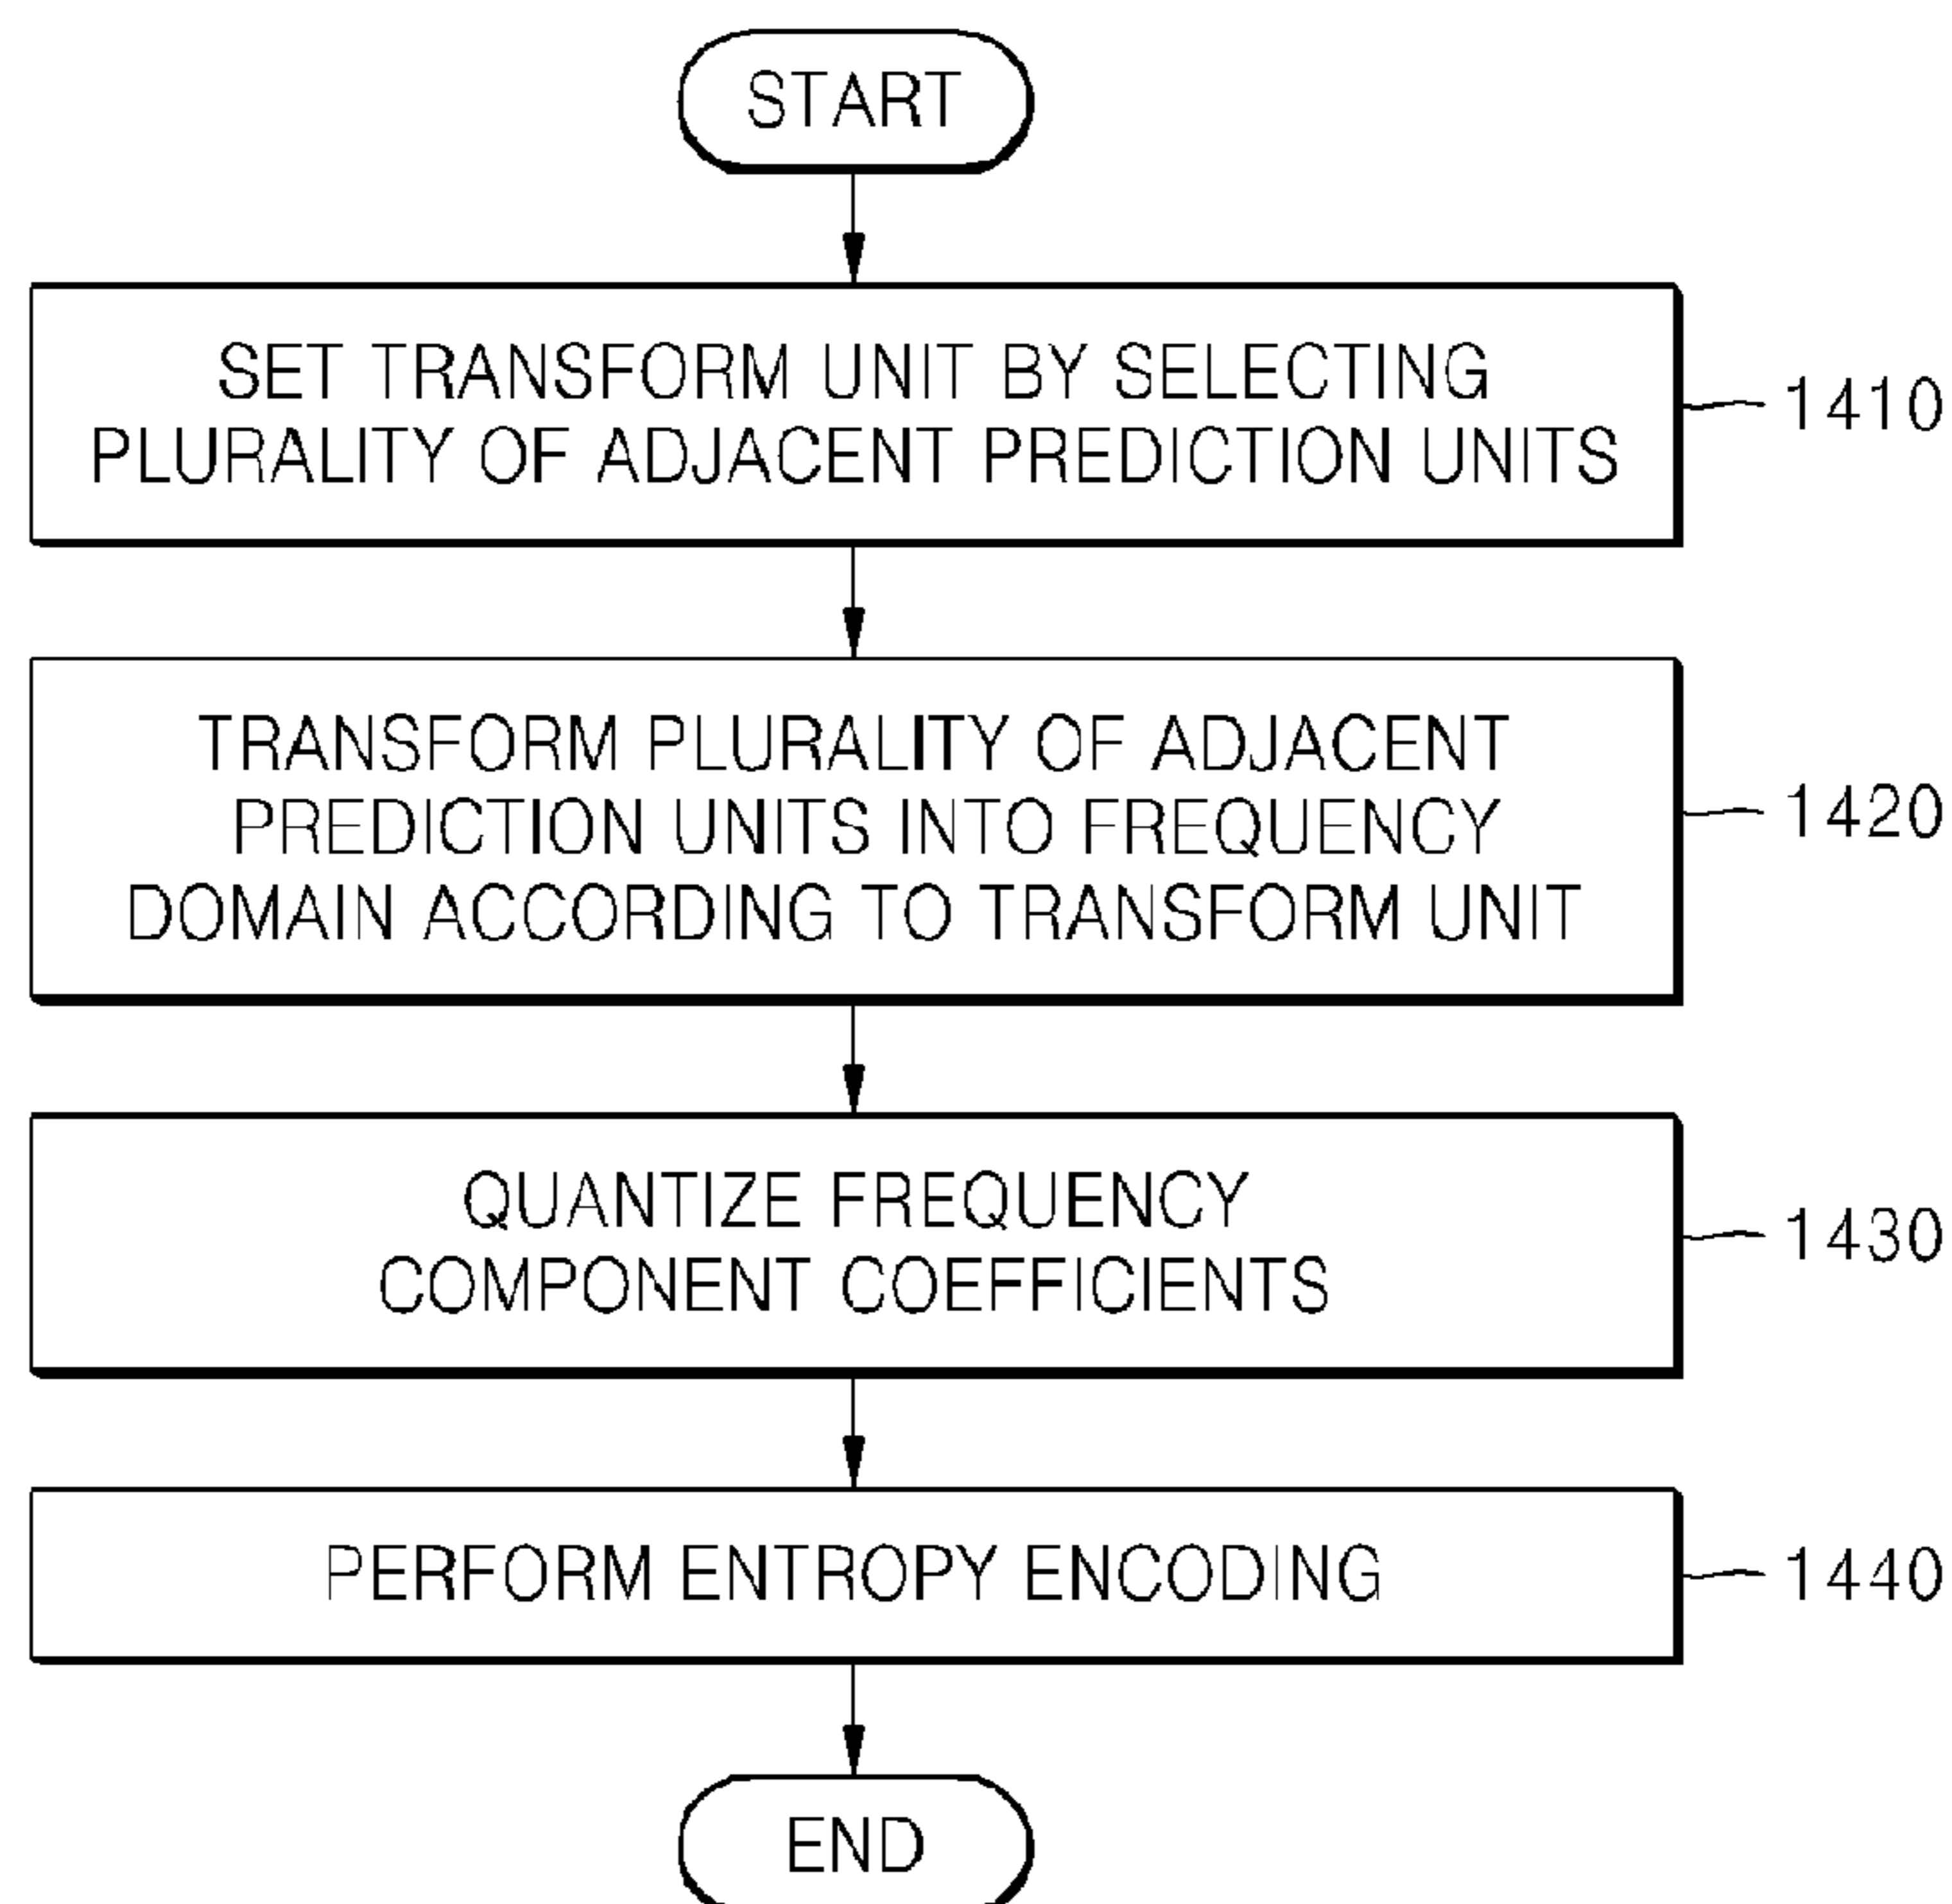 START
SET TRANSFORM UNIT BY SELECTING
PLURALITY OF ADJACENT PREDICTION UNITS
1410
TRANSFORM PLURALITY OF ADJACENT
PREDICTION UNITS INTO FREQUENCY
DOMAIN ACCORDING TO TRANSFORM UNIT
1420
QUANTIZE FREQUENCY
COMPONENT COEFFICIENTS
1430
PERFORM ENTROPY ENCODING
1440
END